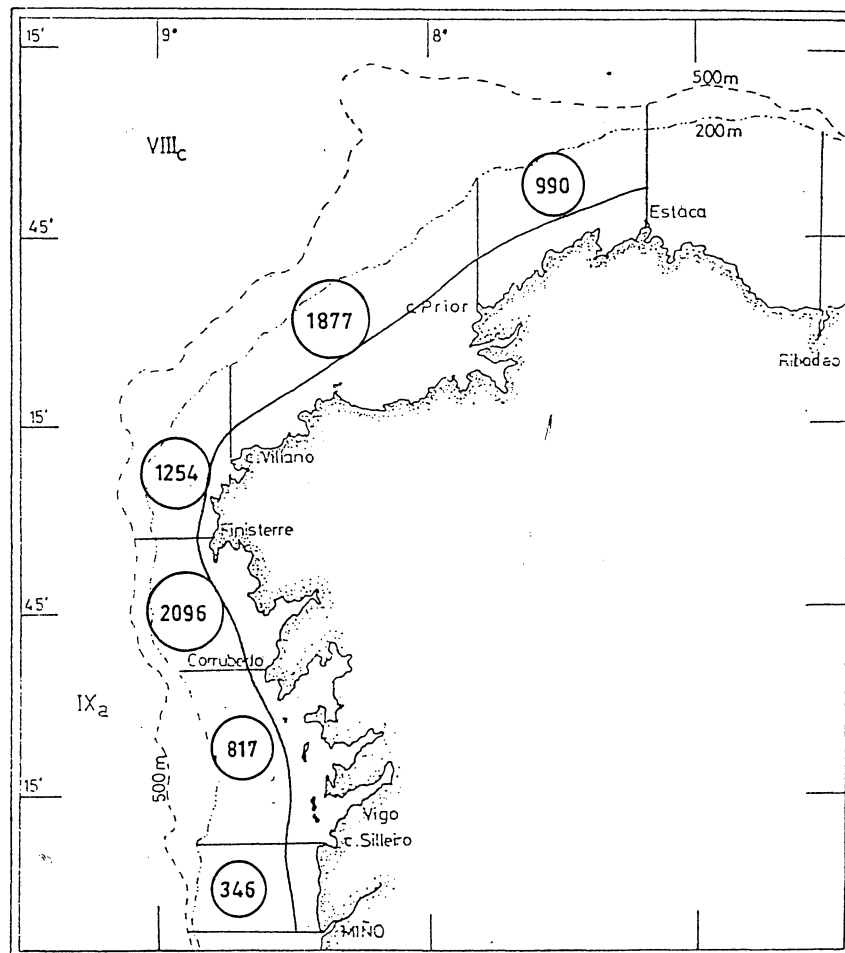 9° 8°
15'
500m
200m
VIIIc
990
Estaca
45'
1877
c. Prior
Ribadeo
15'
1254
c. Villano
Finisterre
45'
2096
Corrubedo
IXa
817
500m
15'
Vigo
c. Silleiro
346
MIÑO